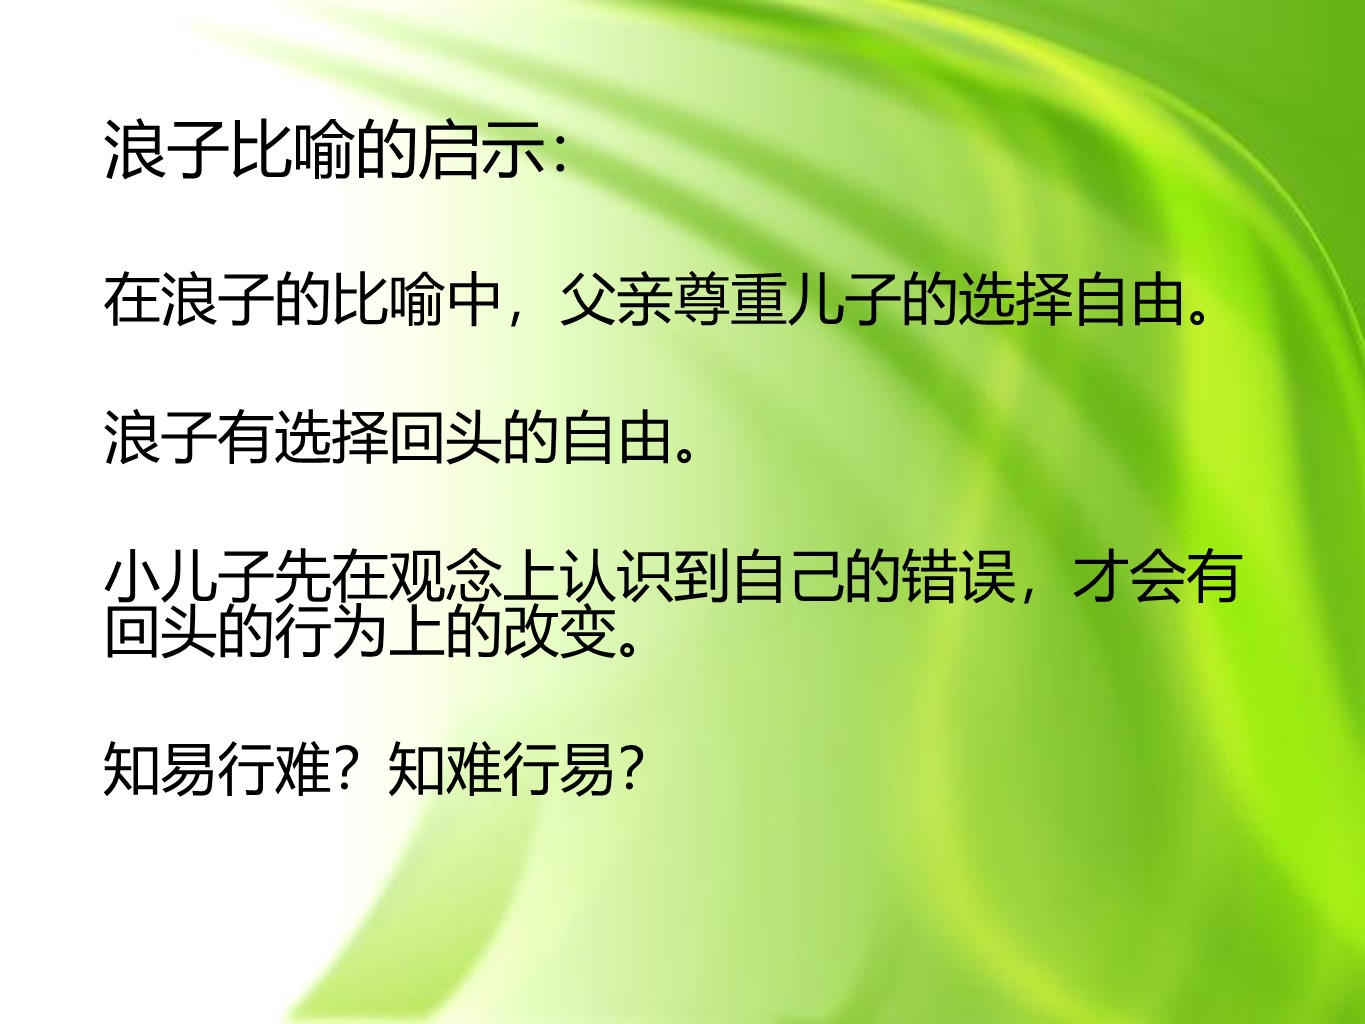 浪子比喻的启示：
在浪子的比喻中，父亲尊重儿子的选择自由。
浪子有选择回头的自由。
小儿子先在观念上认识到自己的错误，才会有
回头的行为上的改变。
知易行难？知难行易？